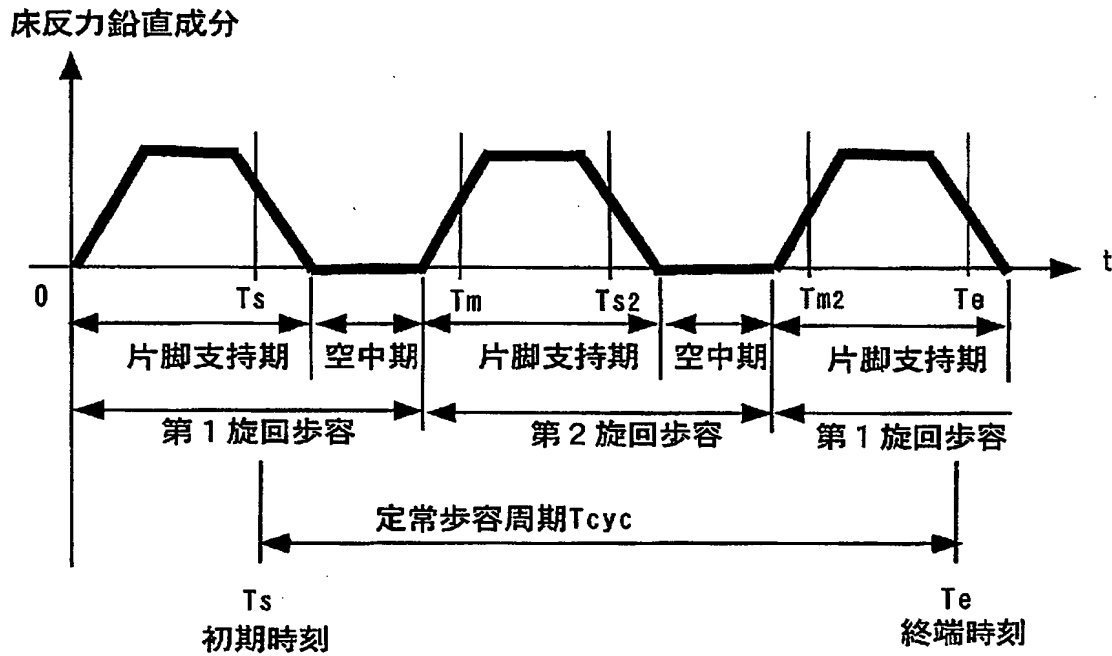 床反力鉛直成分
t
0
Ts
Tm
Ts2
Tm2
Te
片脚支持期
空中期
片脚支持期
空中期
片脚支持期
第1旋回歩容
第2旋回歩容
第1旋回歩容
定常歩容周期Tcyc
Ts
初期時刻
Te
終端時刻